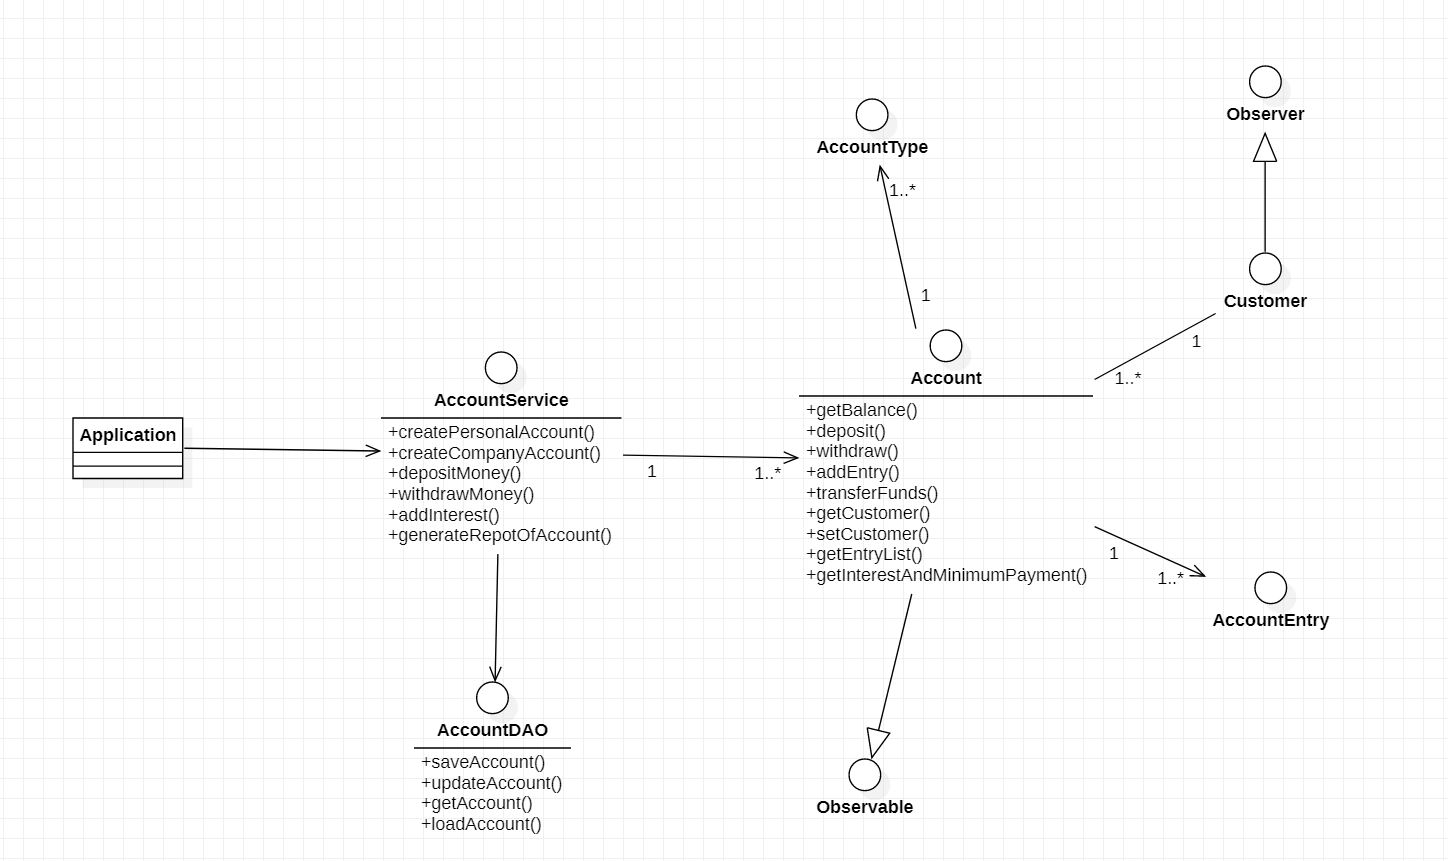 Observer
AccountType
1..*
1
Customer
1
1..*
Account
+getBalance()
+deposit()
+withdraw()
+addEntry()
+transferFunds()
+getCustomer()
+setCustomer()
+getEntryList()
+getInterestAndMinimumPayment()
AccountService
+createPersonalAccount()
+createCompanyAccount()
+depositMoney()
+withdrawMoney()
+addInterest()
+generateRepotOfAccount()
Application
1
1..*
1
1..*
AccountEntry
AccountDAO
+saveAccount()
+updateAccount()
+getAccount()
+loadAccount()
Observable